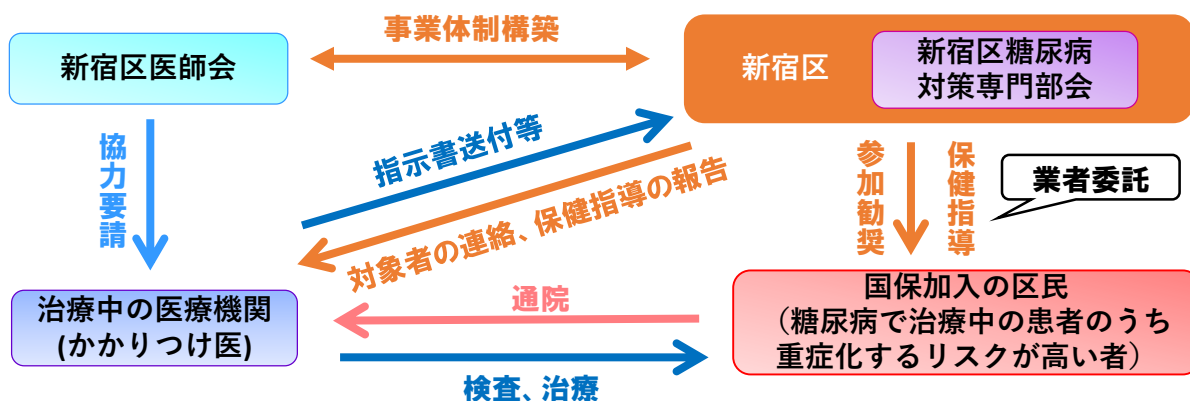 事業体制構築
新宿区医師会
新宿区
新宿区糖尿病
対策専門部会
協力要請
指示書送付等
対象者の連絡、保健指導の報告
参加勧奨
保健指導
業者委託
治療中の医療機関
(かかりつけ医)
通院
検査、治療
国保加入の区民
（糖尿病で治療中の患者のうち
重症化するリスクが高い者）